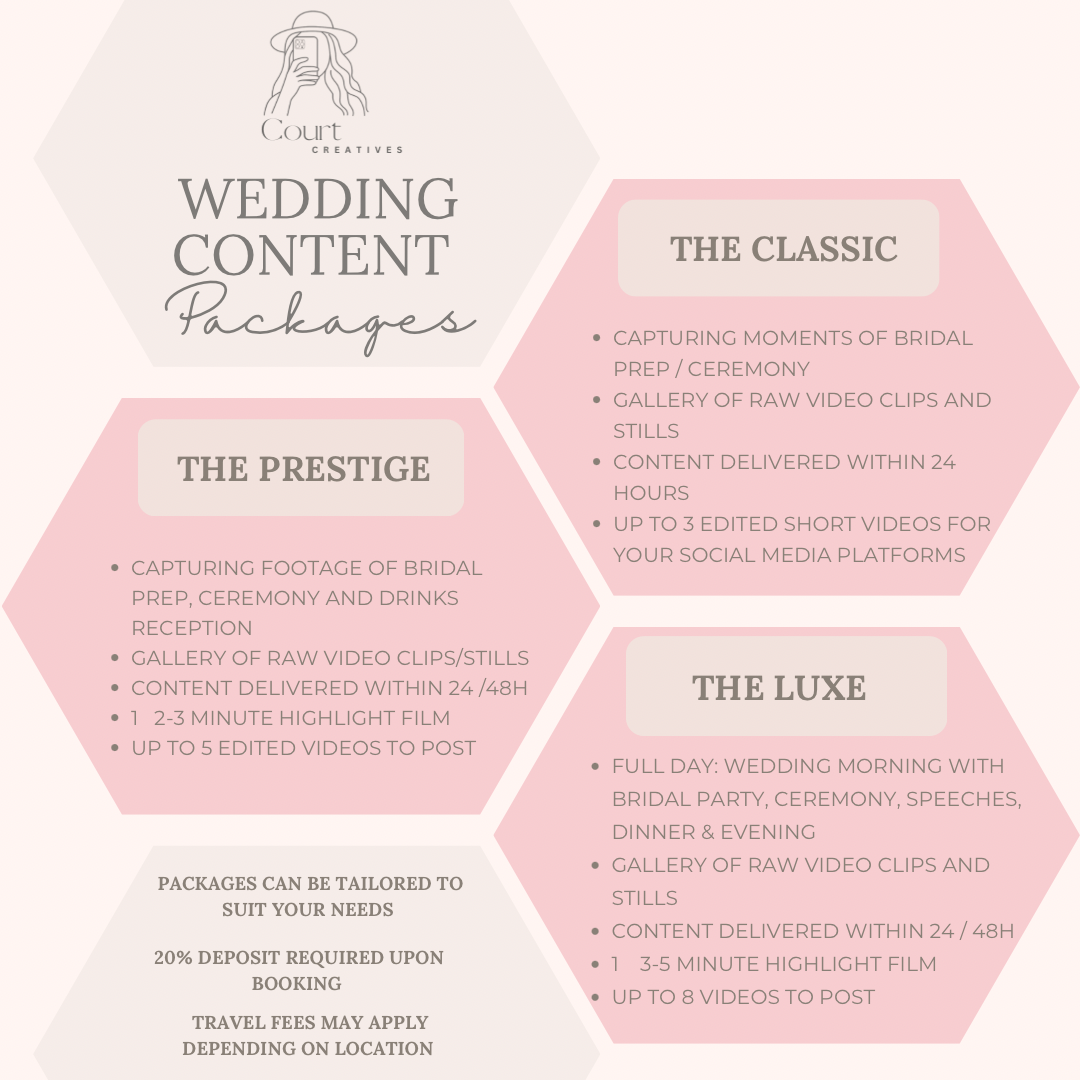 Court
CREATIVES
WEDDING
CONTENT
Packages
THE CLASSIC
• CAPTURING MOMENTS OF BRIDAL
PREP / CEREMONY
• GALLERY OF RAW VIDEO CLIPS AND
STILLS
• CONTENT DELIVERED WITHIN 24
HOURS
• UP TO 3 EDITED SHORT VIDEOS FOR
YOUR SOCIAL MEDIA PLATFORMS
THE PRESTIGE
• CAPTURING FOOTAGE OF BRIDAL
PREP, CEREMONY AND DRINKS
RECEPTION
• GALLERY OF RAW VIDEO CLIPS/STILLS
• CONTENT DELIVERED WITHIN 24 /48H
• 1 2-3 MINUTE HIGHLIGHT FILM
• UP TO 5 EDITED VIDEOS TO POST
THE LUXE
• FULL DAY: WEDDING MORNING WITH
BRIDAL PARTY, CEREMONY, SPEECHES,
DINNER & EVENING
• GALLERY OF RAW VIDEO CLIPS AND
STILLS
• CONTENT DELIVERED WITHIN 24 / 48H
• 1 3-5 MINUTE HIGHLIGHT FILM
• UP TO 8 VIDEOS TO POST
PACKAGES CAN BE TAILORED TO
SUIT YOUR NEEDS
20% DEPOSIT REQUIRED UPON
BOOKING
TRAVEL FEES MAY APPLY
DEPENDING ON LOCATION